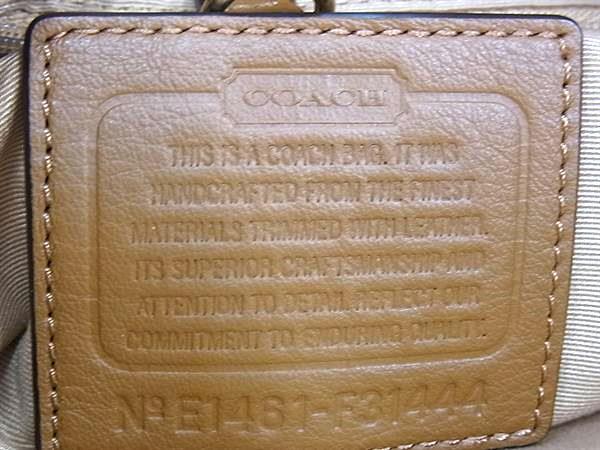 COACH
THIS IS A COACH BAG. IT WAS
HANDCRAFTED FROM THE FINEST
MATERIALS TRIMMED WITH LEATHER.
ITS SUPERIOR CRAFTSMANSHIP AND
ATTENTION TO DETAIL REFLECT OUR
COMMITMENT TO ENDURING QUALITY.
Nº E1461-F31444